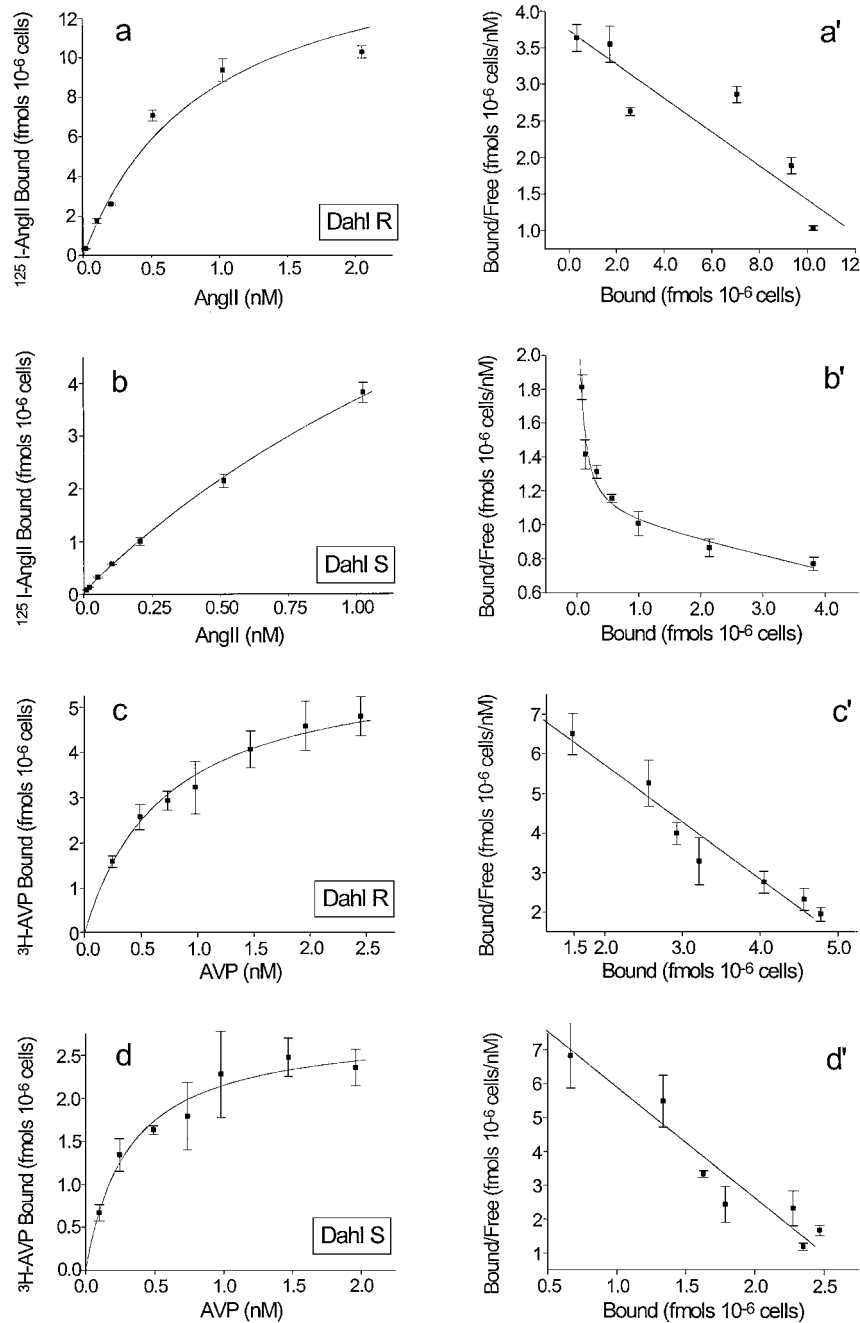 a
12
10
8
6
4
2
0
0.0 0.5 1.0 1.5 2.0
125 I-AngII Bound (fmols 10-6 cells)
AngII (nM)
Dahl R
a'
4.0
3.5
3.0
2.5
2.0
1.5
1.0
0.0 2.0 4.0 6.0 8.0 10.0 12
Bound/Free (fmols 10-6 cells/nM)
Bound (fmols 10-6 cells)
b
4
3
2
1
0
0.0 0.25 0.50 0.75 1.00
125 I-AngII Bound (fmols 10-6 cells)
AngII (nM)
Dahl S
b'
2.0
1.8
1.6
1.4
1.2
1.0
0.8
0.6
0.0 1.0 2.0 3.0 4.0
Bound/Free (fmols 10-6 cells/nM)
Bound (fmols 10-6 cells)
c
5
4
3
2
1
0
0.0 0.5 1.0 1.5 2.0 2.5
3H-AVP Bound (fmols 10-6 cells)
AVP (nM)
Dahl R
c'
7
6
5
4
3
2
1.5 2.0 3.0 4.0 5.0
Bound/Free (fmols 10-6 cells/nM)
Bound (fmols 10-6 cells)
d
2.5
2.0
1.5
1.0
0.5
0.0
0.0 0.5 1.0 1.5 2.0
3H-AVP Bound (fmols 10-6 cells)
AVP (nM)
Dahl S
d'
7
6
5
4
3
2
1
0.5 1.0 1.5 2.0 2.5
Bound/Free (fmols 10-6 cells/nM)
Bound (fmols 10-6 cells)